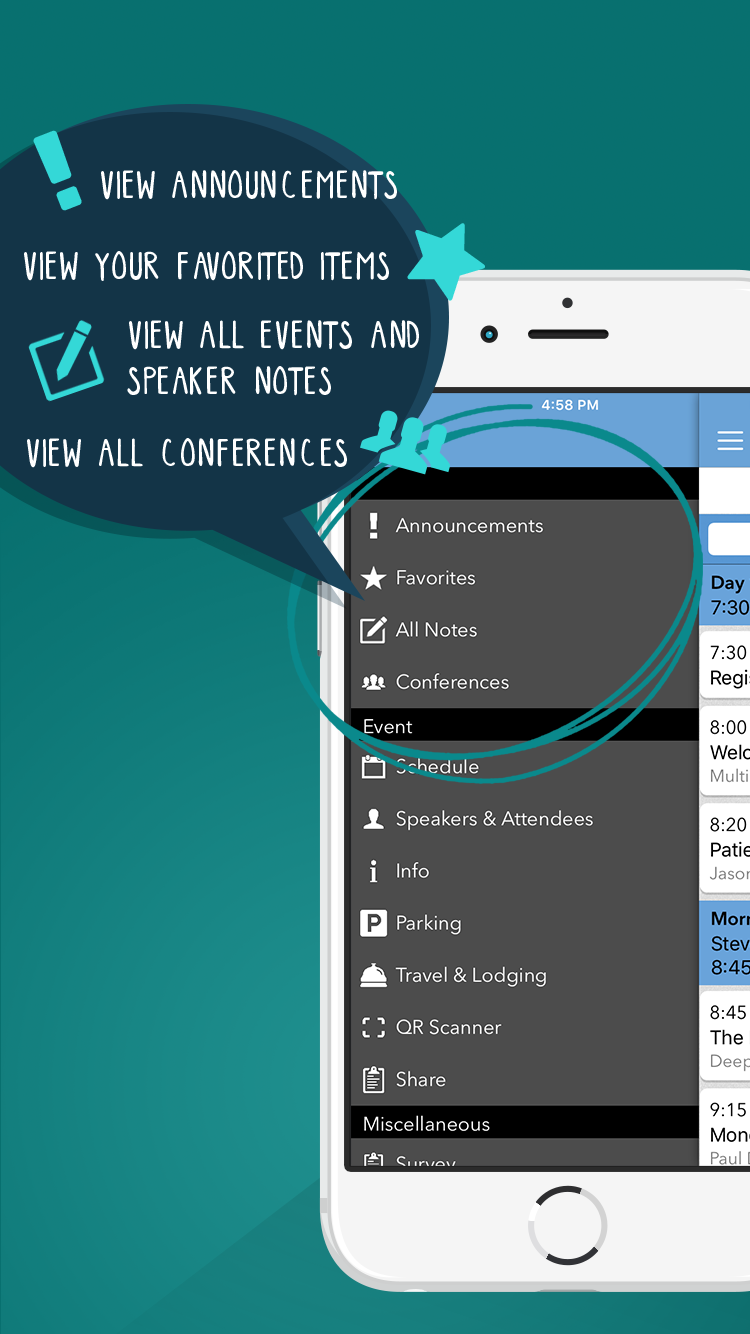 VIEW ANNOUNCEMENTS
VIEW YOUR FAVORITED ITEMS
VIEW ALL EVENTS AND
SPEAKER NOTES
VIEW ALL CONFERENCES
4:58 PM
Announcements
Favorites
All Notes
Conferences
Event
Schedule
Speakers & Attendees
Info
P
Parking
Travel & Lodging
QR Scanner
Share
Miscellaneous
Survey
Day
7:30
7:30
Regi
8:00
Welc
Multi
8:20
Patie
Jason
Morn
Stev
8:45
8:45
The
Deep
9:15
Mon
Paul